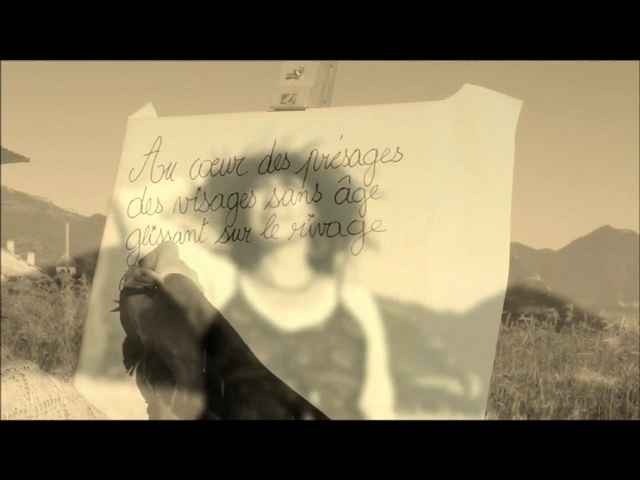 Au cœur des présages
des visages sans âge
glissant sur le rivage